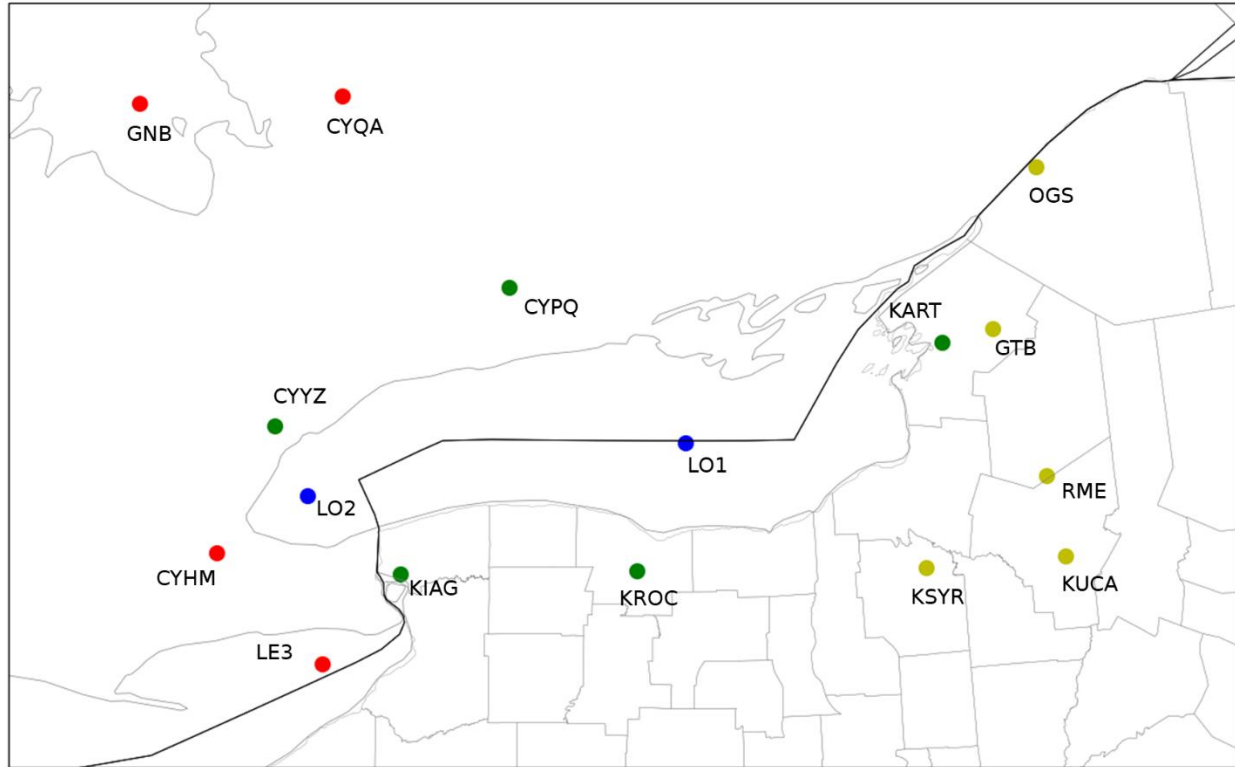 GNB
CYQA
OGS
CYPQ
KART
GTB
CYYZ
LO1
RME
LO2
CYHM
KIAG
KROC
KSYR
KUCA
LE3